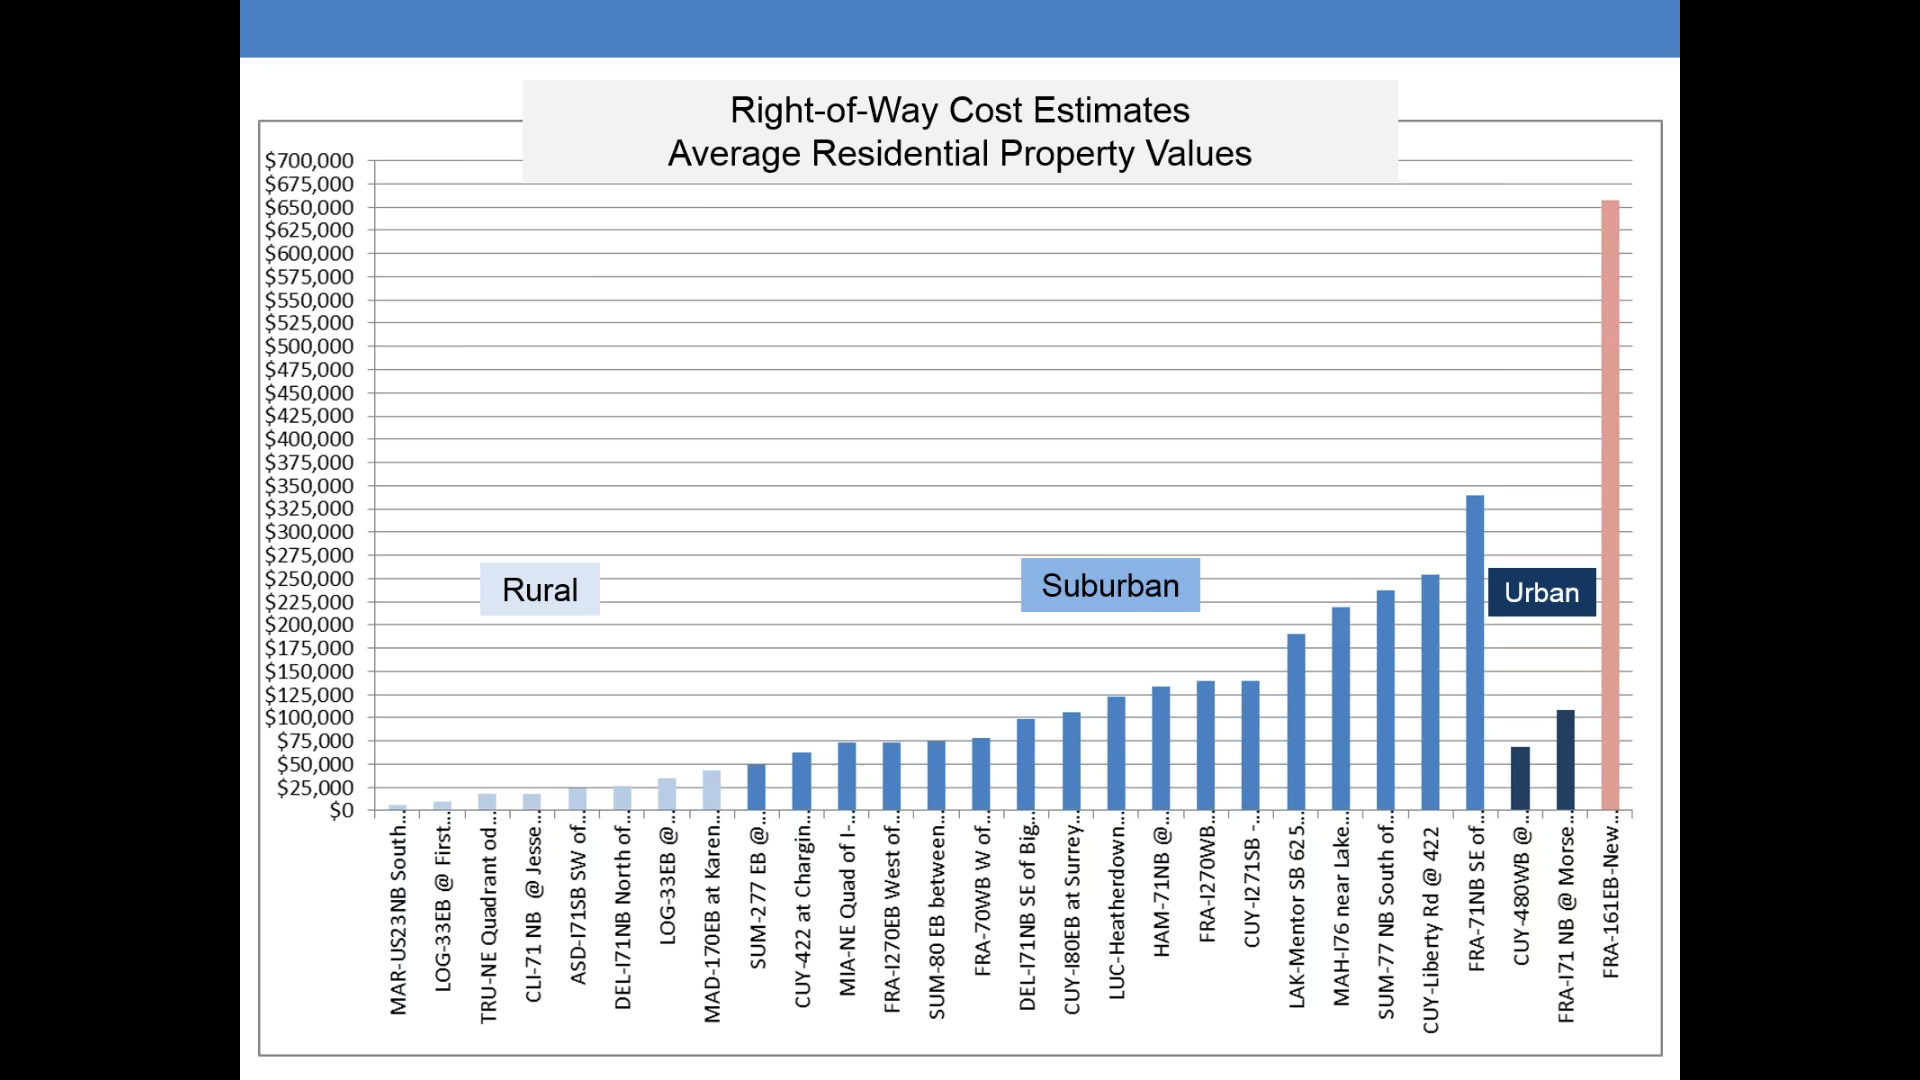 Right-of-Way Cost Estimates
Average Residential Property Values
$700,000
$675,000
$650,000
$625,000
$600,000
$575,000
$550,000
$525,000
$500,000
$475,000
$450,000
$425,000
$400,000
$375,000
$350,000
$325,000
$300,000
$275,000
$250,000
$225,000
$200,000
$175,000
$150,000
$125,000
$100,000
$75,000
$50,000
$25,000
$0
Rural
Suburban
Urban
MAR-US23NB South...
LOG-33EB @ First...
TRU-NE Quadrant od...
CLI-71 NB @ Jesse...
ASD-I71SB SW of...
DEL-I71NB North of...
LOG-33EB @...
MAD-170EB at Karen...
SUM-277 EB @...
CUY-422 at Chargin...
MIA-NE Quad of I-...
FRA-I270EB West of...
SUM-80 EB between...
FRA-70WB W of...
DEL-I71NB SE of Big...
CUY-I80EB at Surrey...
LUC-Heatherdown...
HAM-71NB @...
FRA-I270WB...
CUY-I271SB -...
LAK-Mentor SB 625...
MAH-I76 near Lake...
SUM-77 NB South of...
CUY-Liberty Rd @ 422
FRA-71NB SE of...
CUY-480WB @...
FRA-I71 NB @ Morse...
FRA-161EB-New...